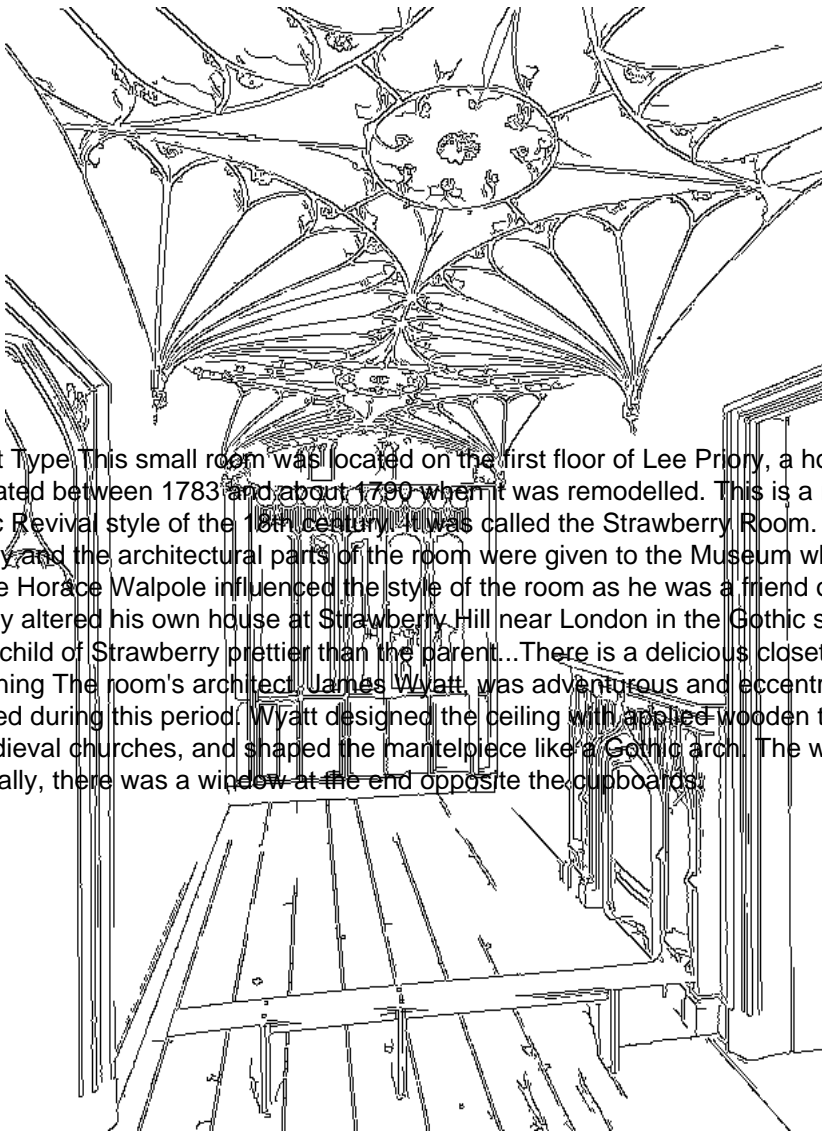 t Type This small room was located on the first floor of Lee Priory, a ho
ated between 1783 and about 1790 when it was remodelled. This is a
c Revival style of the 18th century. It was called the Strawberry Room.
y and the architectural parts of the room were given to the Museum wh
e Horace Walpole influenced the style of the room as he was a friend o
y altered his own house at Strawberry Hill near London in the Gothic s
child of Strawberry prettier than the parent...There is a delicious closet
ning The room's architect, James Wyatt, was adventurous and eccentr
ed during this period. Wyatt designed the ceiling with applied wooden t
dieval churches, and shaped the mantelpiece like a Gothic arch. The w
ally, there was a window at the end opposite the cupboards.